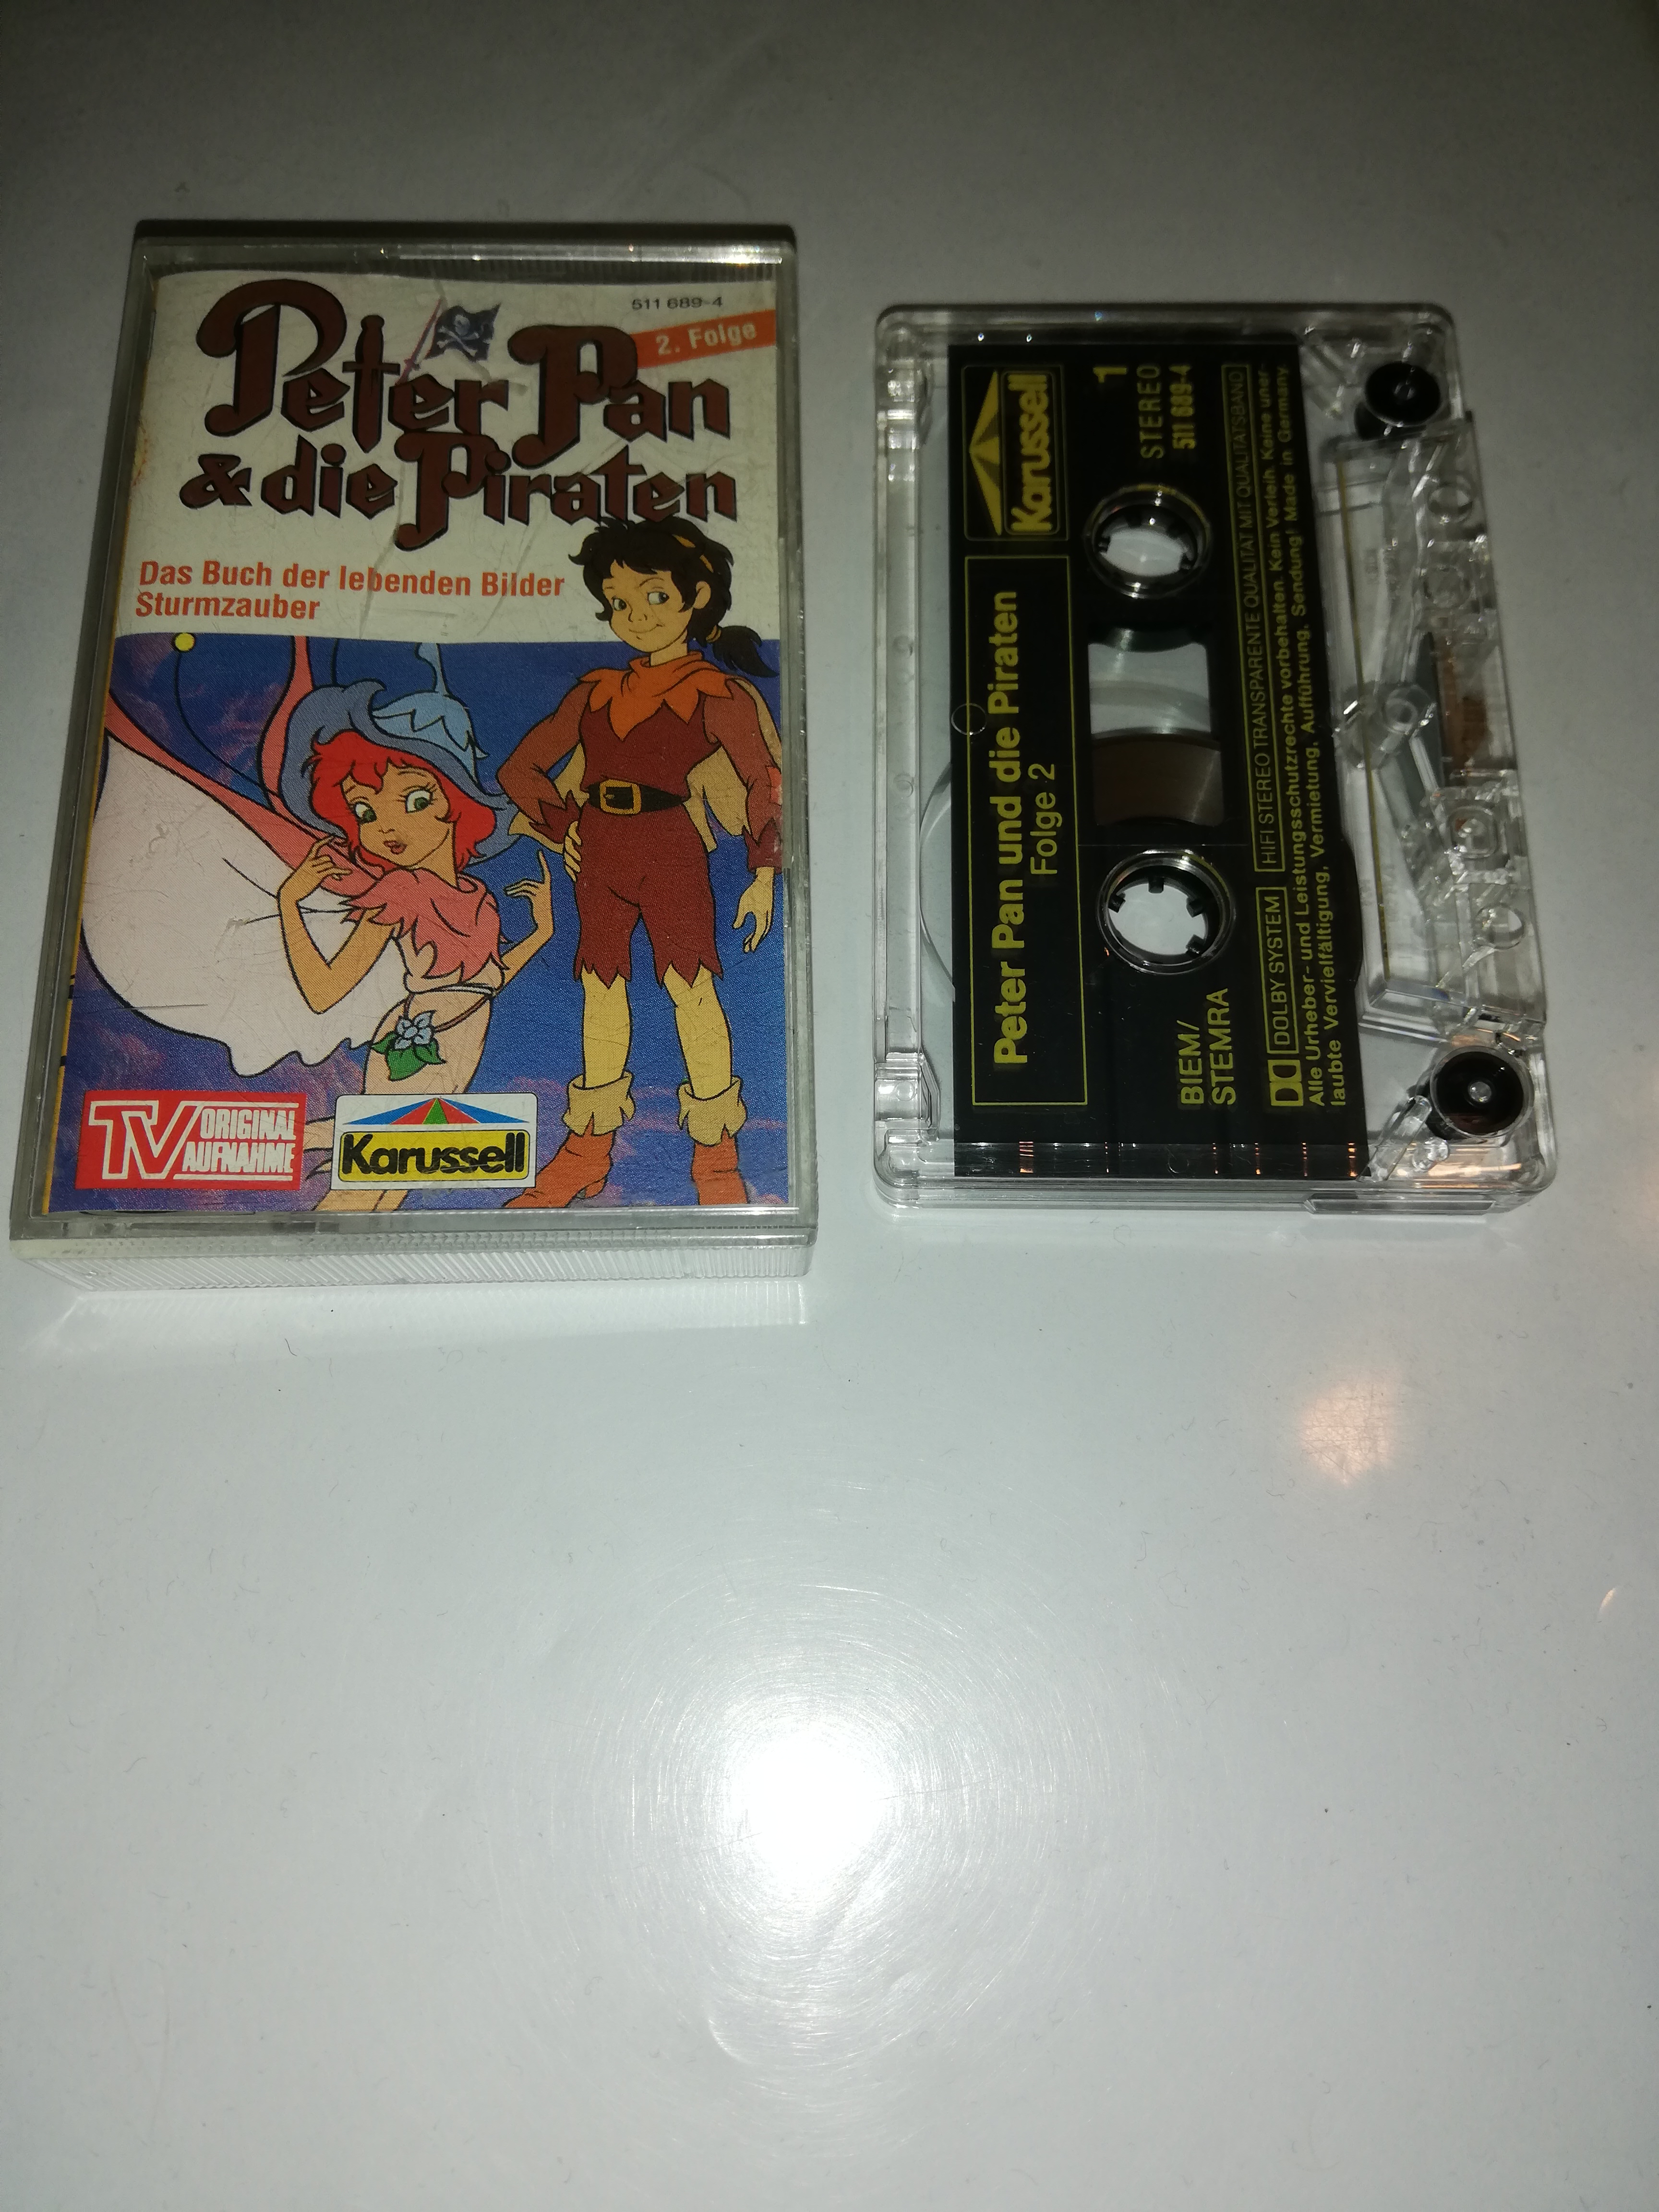 511 689-4
2. Folge
Peter Pan
& die Piraten
Das Buch der lebenden Bilder
Sturmzauber
TV ORIGINAL
AUFNAHME
Karussell
Karussell
Peter Pan und die Piraten
Folge 2
1
STEREO
511 689-4
BIEM/
STEMRA
DOLBY SYSTEM HIFI STEREO TRANSPARENTE QUALITÄT MIT QUALITÄTSBAND
Alle Urheber- und Leistungsschutzrechte vorbehalten. Kein Verleih. Keine uner-
laubte Vervielfältigung, Vermietung, Aufführung, Sendung! Made in Germany.